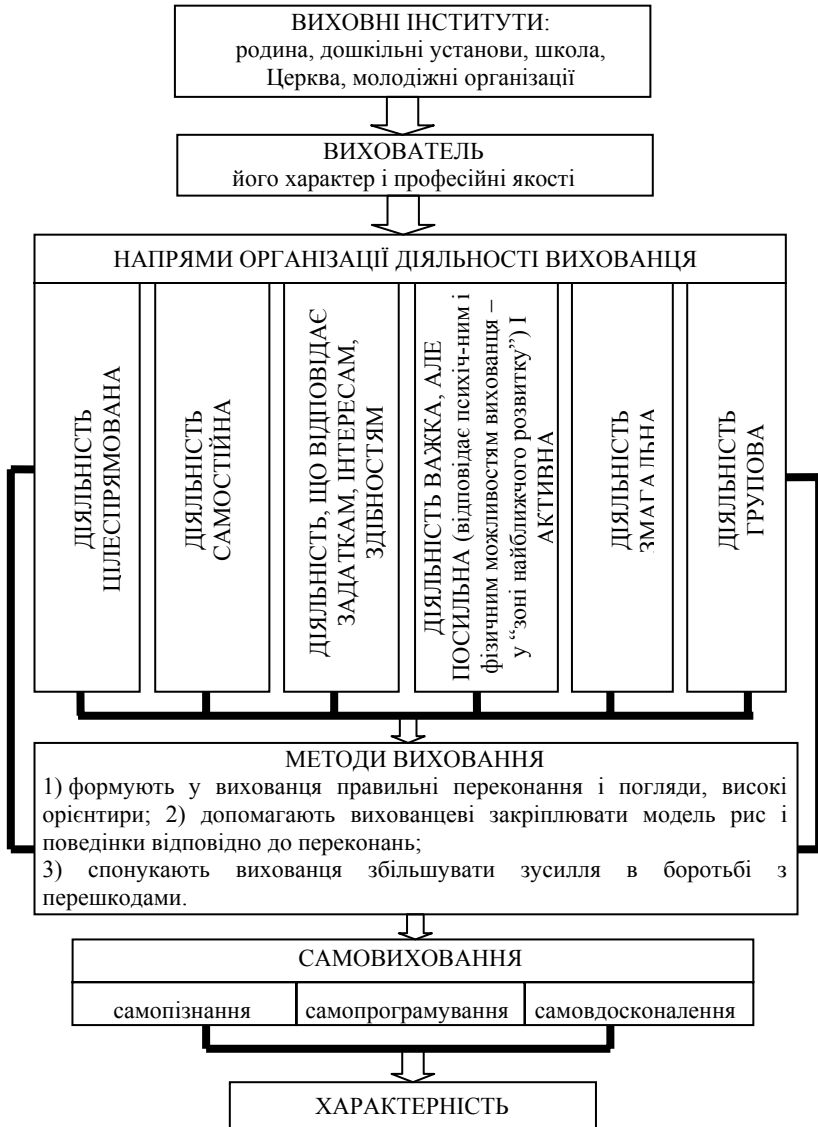 ВИХОВНІ ІНСТИТУТИ:
родина, дошкільні установи, школа,
Церква, молодіжні організації
ВИХОВАТЕЛЬ
його характер і професійні якості
НАПРЯМИ ОРГАНІЗАЦІЇ ДІЯЛЬНОСТІ ВИХОВАНЦЯ
ДІЯЛЬНІСТЬ
ЦІЛЕСПРЯМОВАНА
ДІЯЛЬНІСТЬ
САМОСТІЙНА
ДІЯЛЬНІСТЬ, ЩО ВІДПОВІДАЄ
ЗАДАТКАМ, ІНТЕРЕСАМ,
ЗДІБНОСТЯМ
ДІЯЛЬНІСТЬ ВАЖКА, АЛЕ
ПОСИЛЬНА (відповідає психіч-ним і
фізичним можливостям вихованця –
у “зоні найближчого розвитку”) І
АКТИВНА
ДІЯЛЬНІСТЬ
ЗМАГАЛЬНА
ДІЯЛЬНІСТЬ
ГРУПОВА
МЕТОДИ ВИХОВАННЯ
1) формують у вихованця правильні переконання і погляди, високі
орієнтири; 2) допомагають вихованцеві закріплювати модель рис і
поведінки відповідно до переконань;
3) спонукають вихованця збільшувати зусилля в боротьбі з
перешкодами.
САМОВИХОВАННЯ
самопізнання
самопрограмування
самовдосконалення
ХАРАКТЕРНІСТЬ